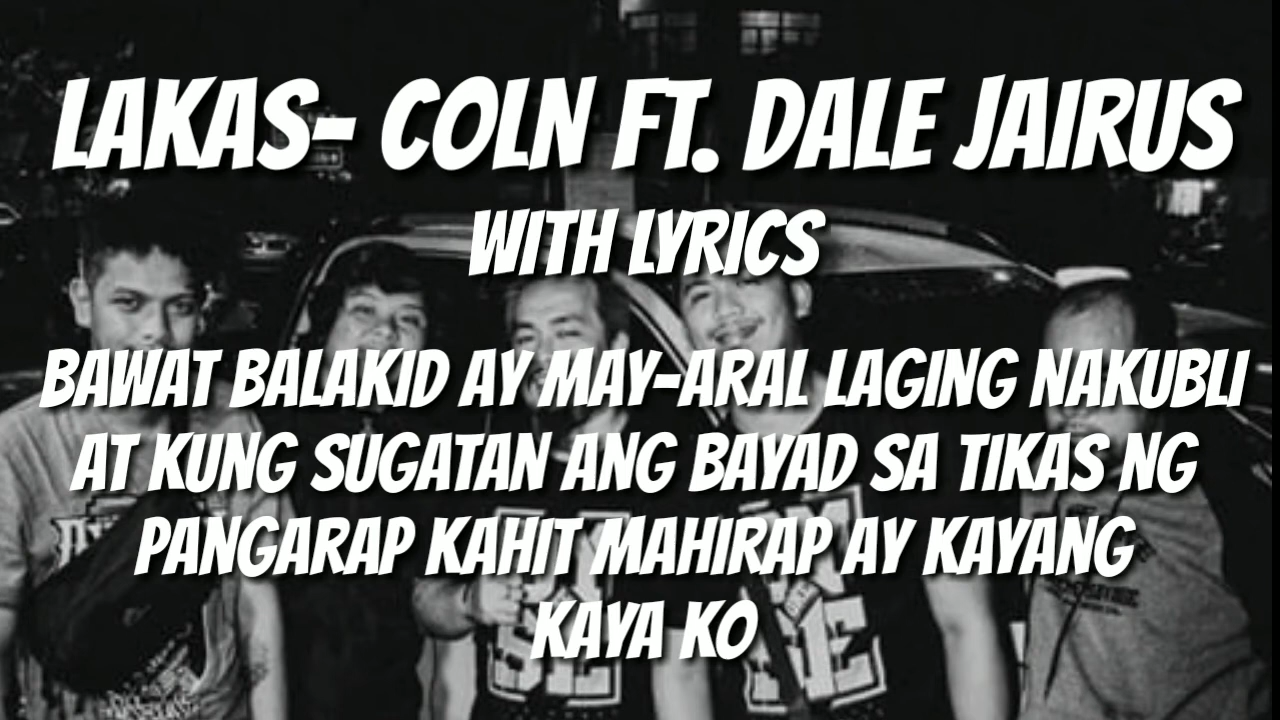 LAKAS- COLN FT. DALE JAIRUS
WITH LYRICS
BAWAT BALAKID AY MAY-ARAL LAGING NAKUBLI
AT KUNG SUGATAN ANG BAYAD SA TIKAS NG
PANGARAP KAHIT MAHIRAP AY KAYANG
KAYA KO